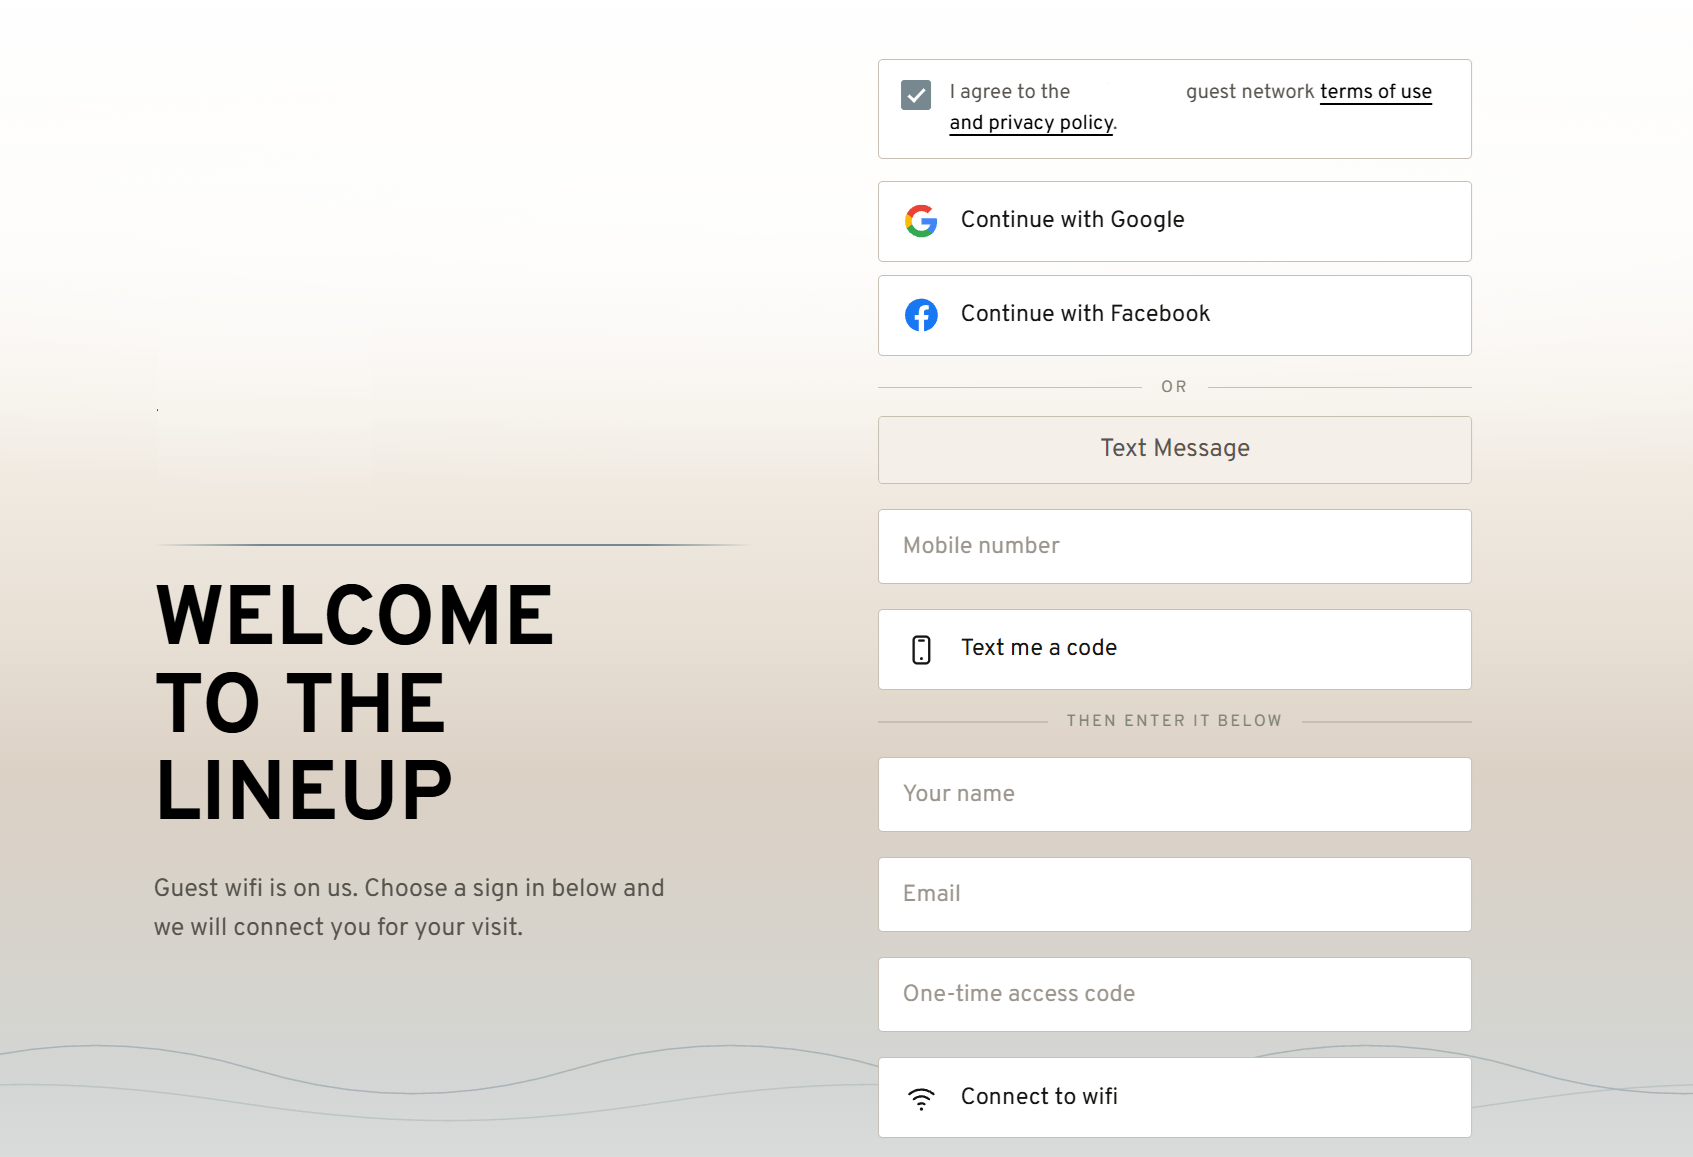 WELCOME
TO THE
LINEUP
Guest wifi is on us. Choose a sign in below and
we will connect you for your visit.
I agree to the guest network terms of use
and privacy policy.
Continue with Google
Continue with Facebook
OR
Text Message
Mobile number
Text me a code
THEN ENTER IT BELOW
Your name
Email
One-time access code
Connect to wifi